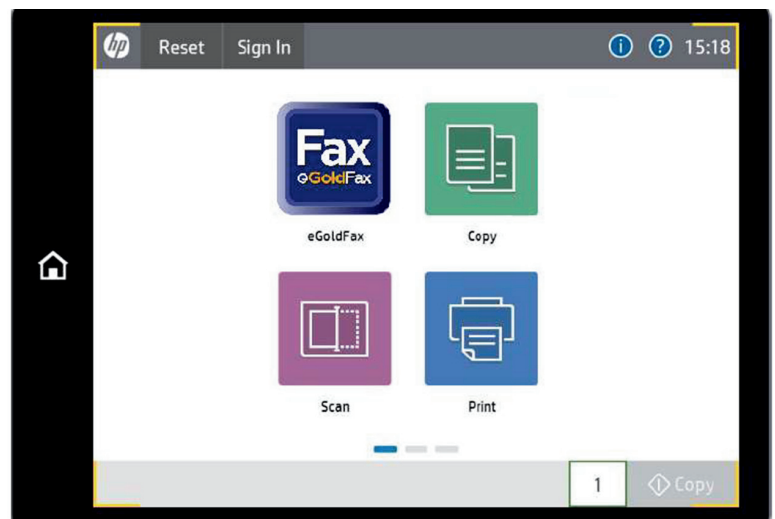 hp Reset Sign In i ? 15:18
Fax
eGoldFax
eGoldFax Copy
Scan Print
1 Copy